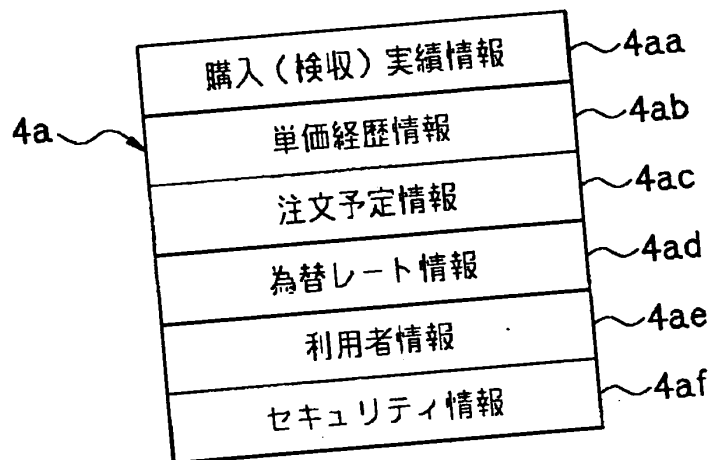 購入(検収)実績情報 4aa
4a
単価経歴情報 4ab
注文予定情報 4ac
為替レート情報 4ad
利用者情報 4ae
セキュリティ情報 4af